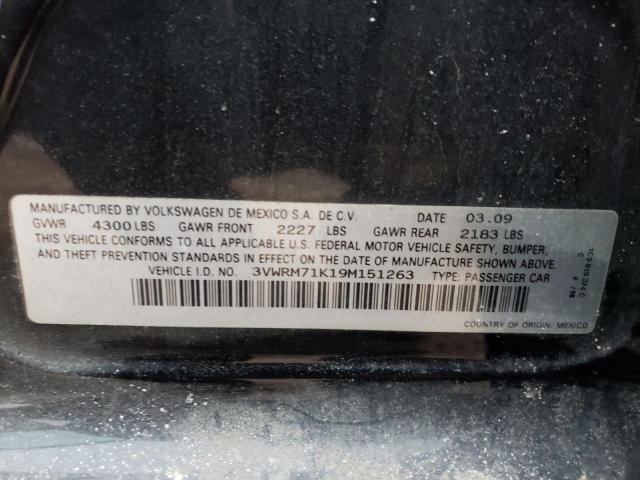 MANUFACTURED BY VOLKSWAGEN DE MEXICO S.A. DE C.V. DATE 03.09
GVWR 4300 LBS GAWR FRONT 2227 LBS GAWR REAR 2183 LBS
THIS VEHICLE CONFORMS TO ALL APPLICABLE U.S. FEDERAL MOTOR VEHICLE SAFETY, BUMPER,
AND THEFT PREVENTION STANDARDS IN EFFECT ON THE DATE OF MANUFACTURE SHOWN ABOVE.
VEHICLE I.D. NO. 3VWRM71K19M151263 TYPE: PASSENGER CAR
COUNTRY OF ORIGIN: MEXICO